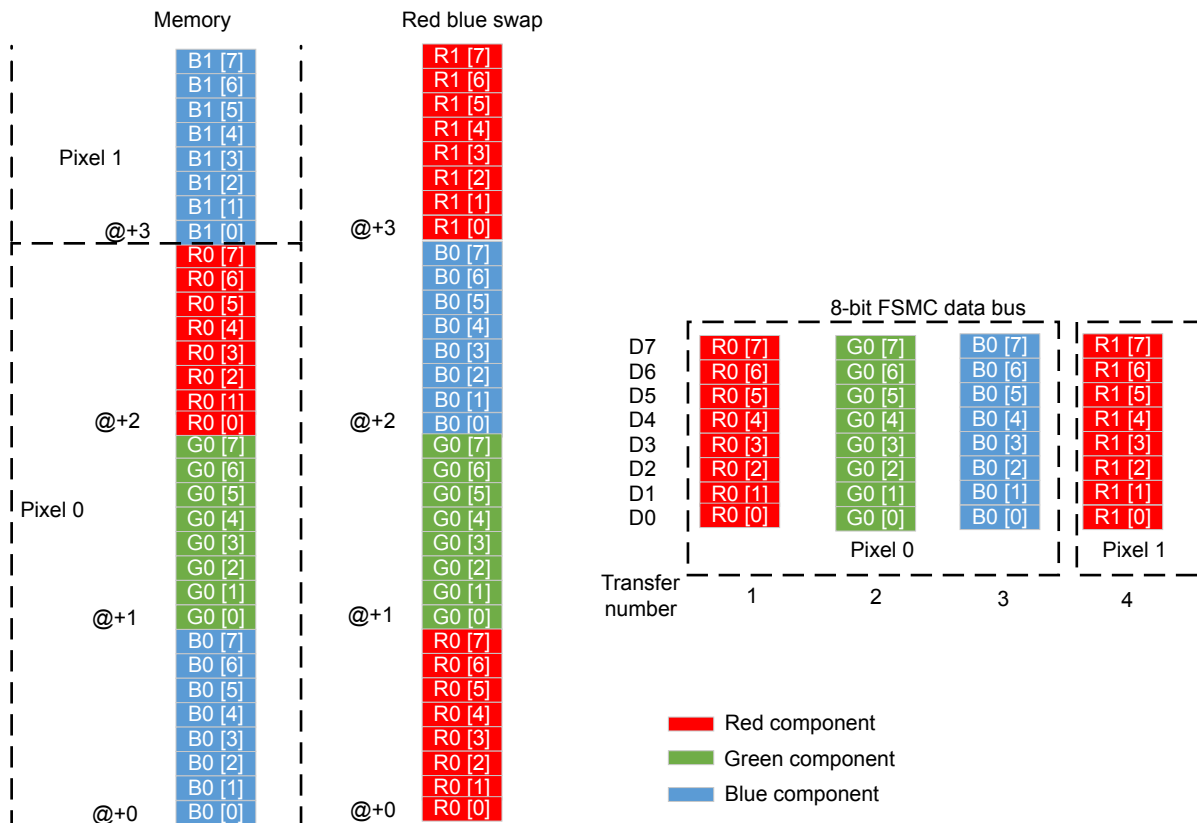 Memory
B1 [7]
B1 [6]
B1 [5]
B1 [4]
B1 [3]
B1 [2]
B1 [1]
B1 [0]
R0 [7]
R0 [6]
R0 [5]
R0 [4]
R0 [3]
R0 [2]
R0 [1]
R0 [0]
G0 [7]
G0 [6]
G0 [5]
G0 [4]
G0 [3]
G0 [2]
G0 [1]
G0 [0]
B0 [7]
B0 [6]
B0 [5]
B0 [4]
B0 [3]
B0 [2]
B0 [1]
B0 [0]
Pixel 1
@+3
@+2
Pixel 0
@+1
@+0
Red blue swap
R1 [7]
R1 [6]
R1 [5]
R1 [4]
R1 [3]
R1 [2]
R1 [1]
R1 [0]
B0 [7]
B0 [6]
B0 [5]
B0 [4]
B0 [3]
B0 [2]
B0 [1]
B0 [0]
G0 [7]
G0 [6]
G0 [5]
G0 [4]
G0 [3]
G0 [2]
G0 [1]
G0 [0]
R0 [7]
R0 [6]
R0 [5]
R0 [4]
R0 [3]
R0 [2]
R0 [1]
R0 [0]
@+3
@+2
@+1
@+0
8-bit FSMC data bus
D7 R0 [7] G0 [7] B0 [7] R1 [7]
D6 R0 [6] G0 [6] B0 [6] R1 [6]
D5 R0 [5] G0 [5] B0 [5] R1 [5]
D4 R0 [4] G0 [4] B0 [4] R1 [4]
D3 R0 [3] G0 [3] B0 [3] R1 [3]
D2 R0 [2] G0 [2] B0 [2] R1 [2]
D1 R0 [1] G0 [1] B0 [1] R1 [1]
D0 R0 [0] G0 [0] B0 [0] R1 [0]
Pixel 0 Pixel 1
Transfer
number
1 2 3 4
Red component
Green component
Blue component